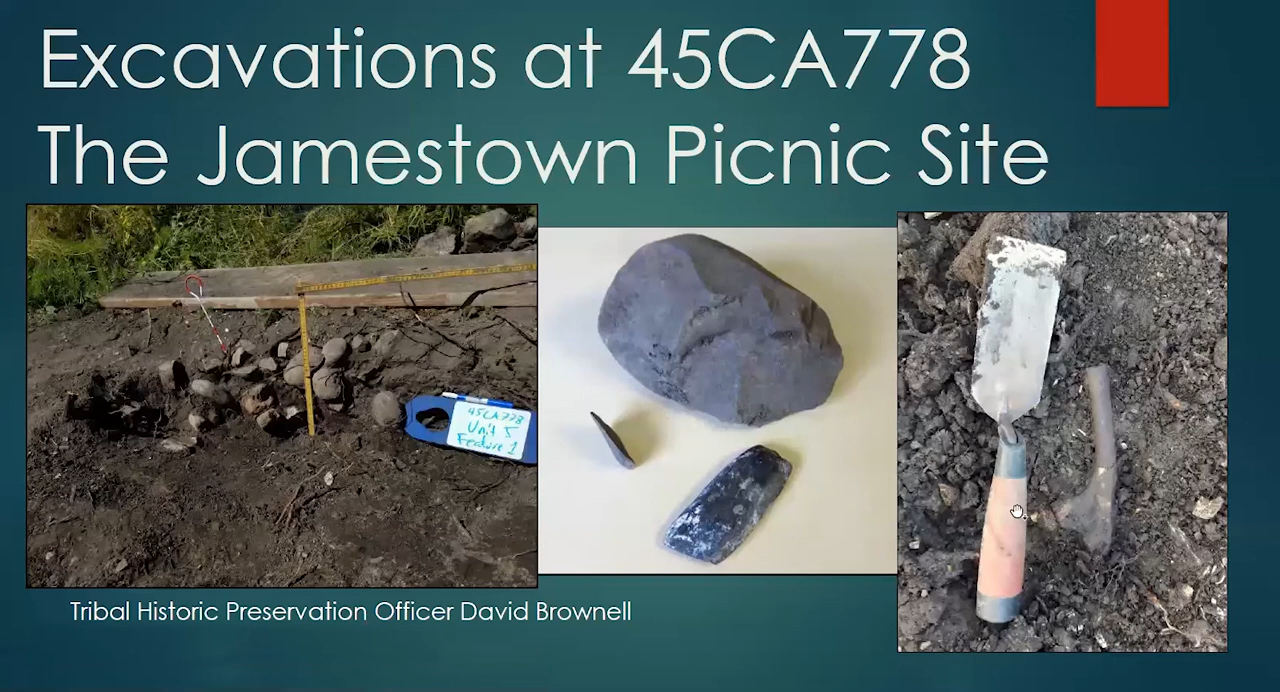 Excavations at 45CA778
The Jamestown Picnic Site
45CA778
Unit 5
Feature 1
Tribal Historic Preservation Officer David Brownell